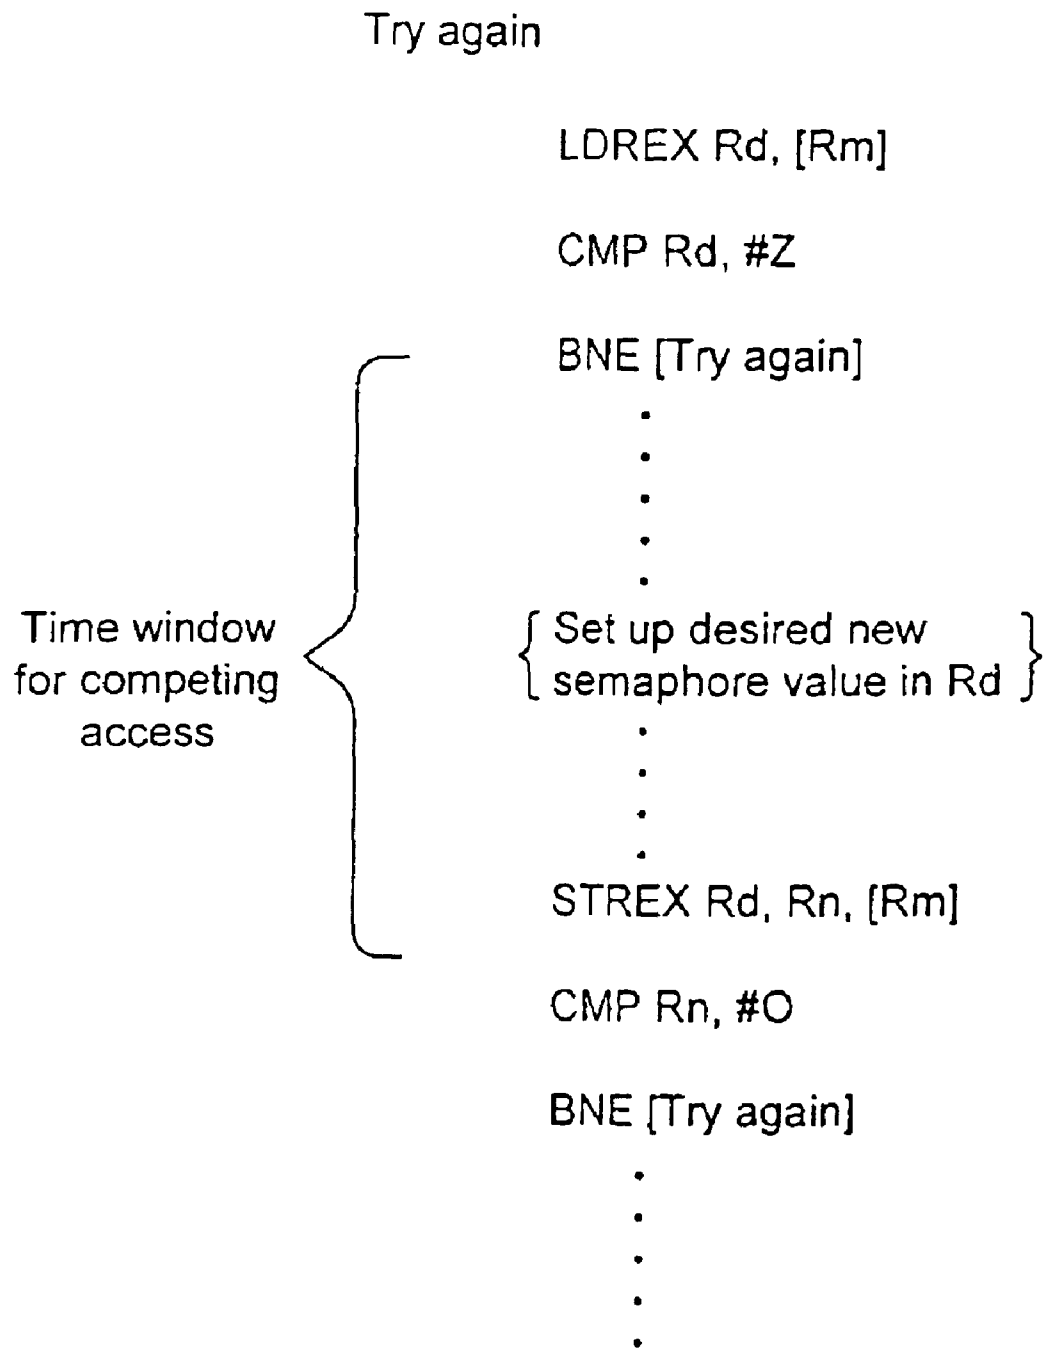 Try again
LDREX Rd, [Rm]
CMP Rd, #Z
BNE [Try again]
Time window
for competing
access
{ Set up desired new
semaphore value in Rd }
STREX Rd, Rn, [Rm]
CMP Rn, #O
BNE [Try again]